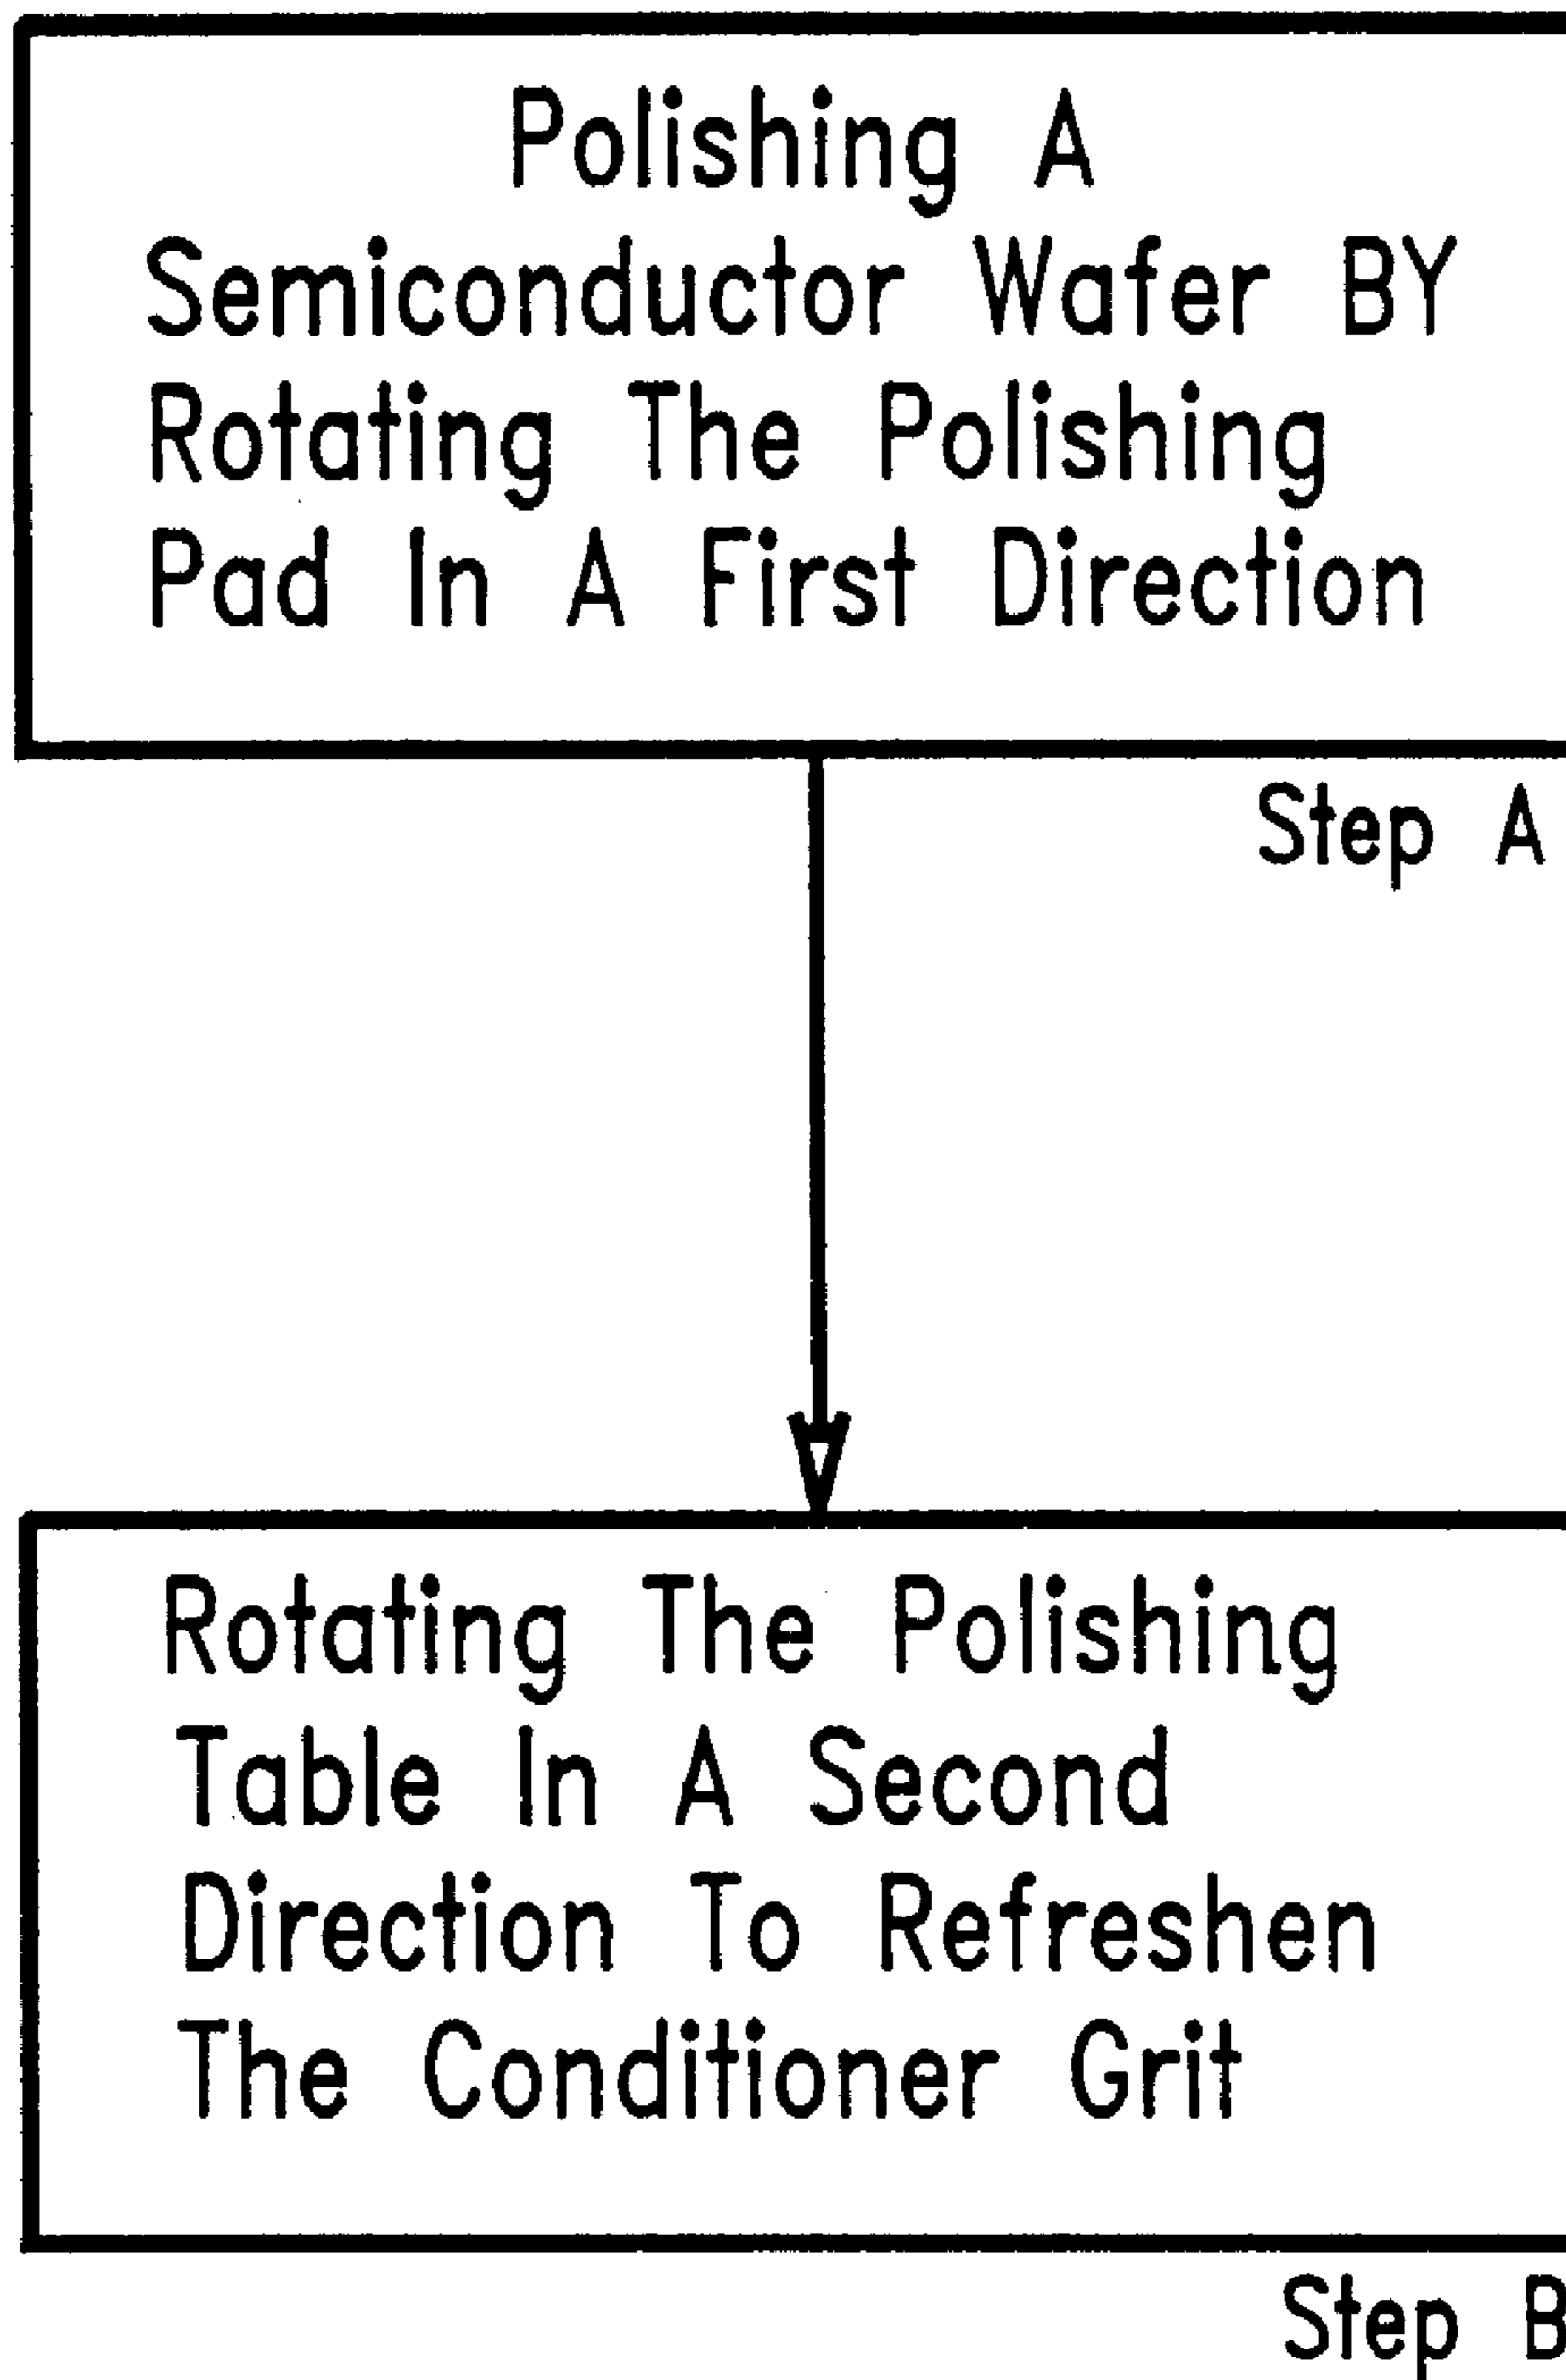 Polishing A
Semiconductor Wafer BY
Rotating The Polishing
Pad In A First Direction
Step A
Rotating The Polishing
Table In A Second
Direction To Refreshen
The Conditioner Grit
Step B